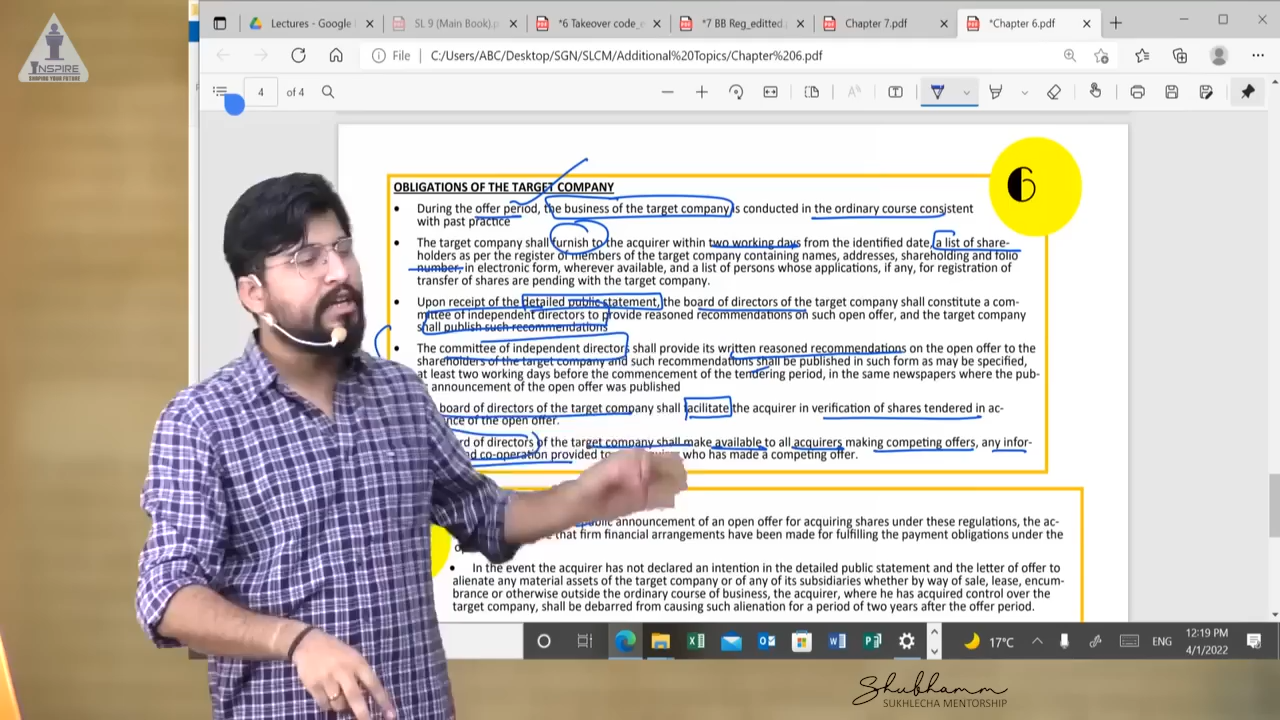 INSPIRE
SHAPING YOUR FUTURE
Lectures - Google
SL 9 (Main Book).p
*6 Takeover code_e
*7 BB Reg_editted
Chapter 7.pdf
*Chapter 6.pdf
File
C:/Users/ABC/Desktop/SGN/SLCM/Additional%20Topics/Chapter%206.pdf
4 of 4
6
OBLIGATIONS OF THE TARGET COMPANY
• During the offer period, the business of the target company is conducted in the ordinary course consistent
with past practice
• The target company shall furnish to the acquirer within two working days from the identified date, a list of share-
holders as per the register of members of the target company containing names, addresses, shareholding and folio
number, in electronic form, wherever available, and a list of persons whose applications, if any, for registration of
transfer of shares are pending with the target company.
• Upon receipt of the detailed public statement, the board of directors of the target company shall constitute a com-
mittee of independent directors to provide reasoned recommendations on such open offer, and the target company
shall publish such recommendations
• The committee of independent directors shall provide its written reasoned recommendations on the open offer to the
shareholders of the target company and such recommendations shall be published in such form as may be specified,
at least two working days before the commencement of the tendering period, in the same newspapers where the pub-
announcement of the open offer was published
board of directors of the target company shall facilitate the acquirer in verification of shares tendered in ac-
nce of the open offer.
rd of directors of the target company shall make available to all acquirers making competing offers, any infor-
d co-operation provided to who has made a competing offer.
public announcement of an open offer for acquiring shares under these regulations, the ac-
that firm financial arrangements have been made for fulfilling the payment obligations under the
• In the event the acquirer has not declared an intention in the detailed public statement and the letter of offer to
alienate any material assets of the target company or of any of its subsidiaries whether by way of sale, lease, encum-
brance or otherwise outside the ordinary course of business, the acquirer, where he has acquired control over the
target company, shall be debarred from causing such alienation for a period of two years after the offer period.
17°C
ENG
12:19 PM
4/1/2022
Shubhamm
SUKHLECHA MENTORSHIP